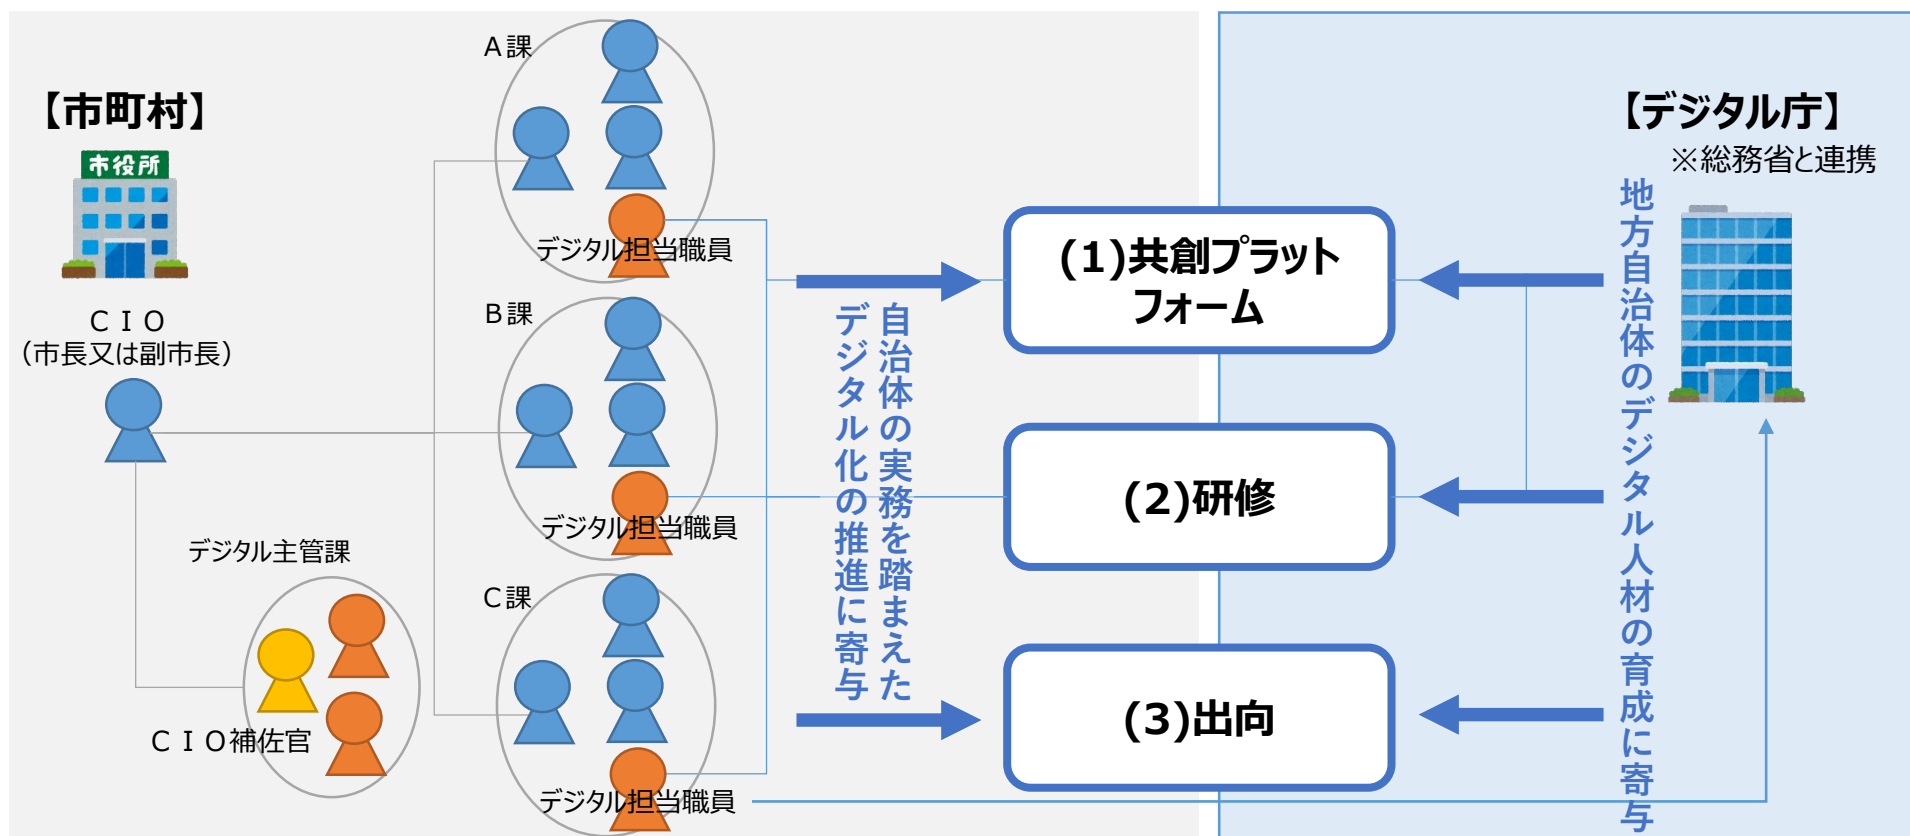 【市町村】
市役所
CIO
（市長又は副市長）
デジタル主管課
CIO補佐官
A課
デジタル担当職員
B課
デジタル担当職員
C課
デジタル担当職員
自治体の実務を踏まえた
デジタル化の推進に寄与
(1)共創プラット
フォーム
(2)研修
(3)出向
【デジタル庁】
※総務省と連携
地方自治体のデジタル人材の育成に寄与